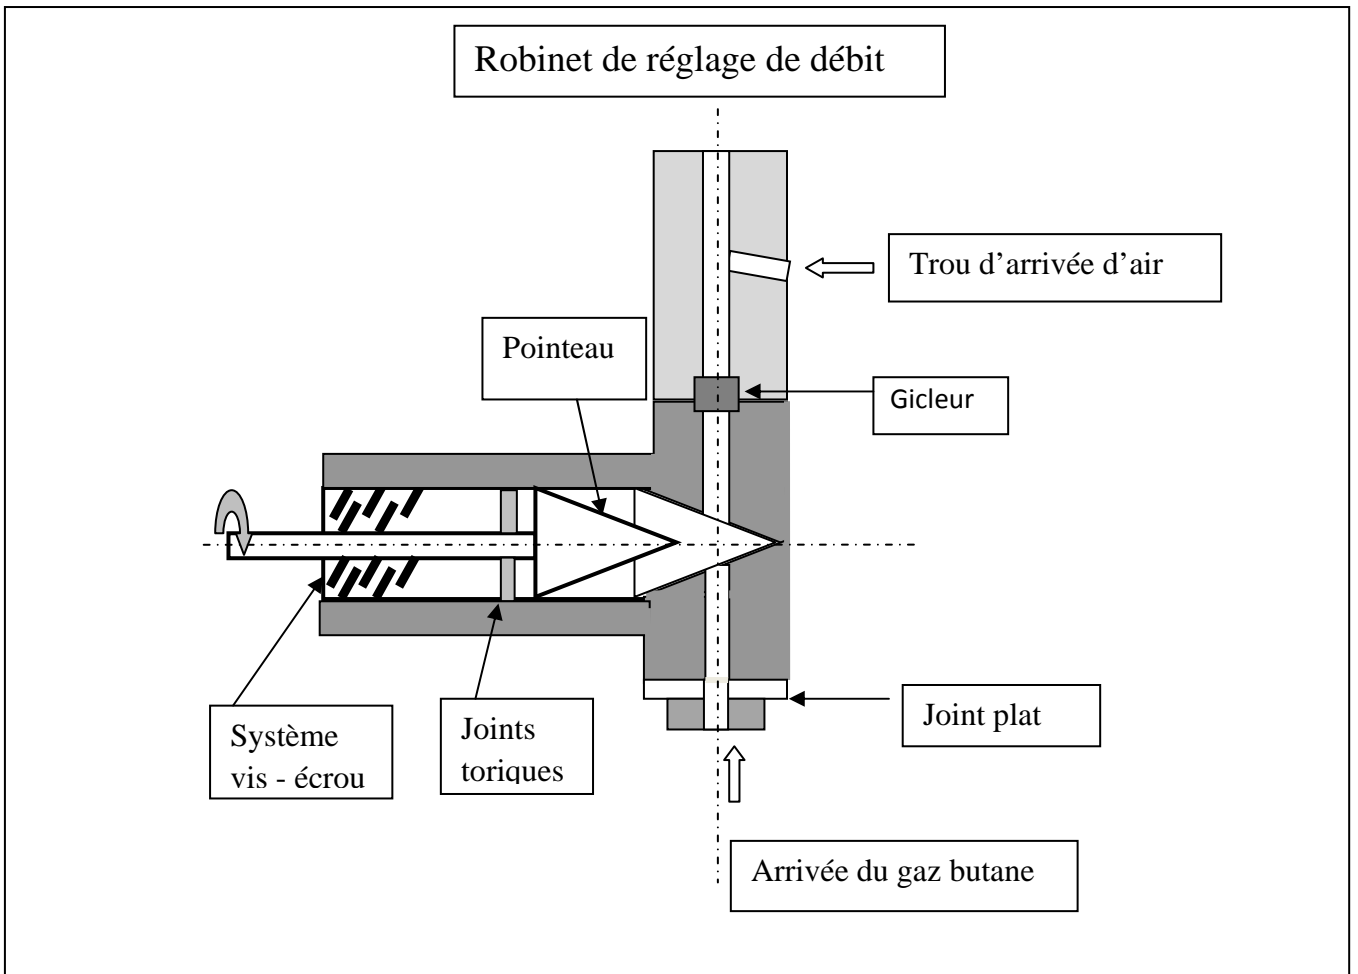 Robinet de réglage de débit
Trou d'arrivée d'air
Pointeau
Gicleur
Joint plat
Système
vis - écrou
Joints
toriques
Arrivée du gaz butane